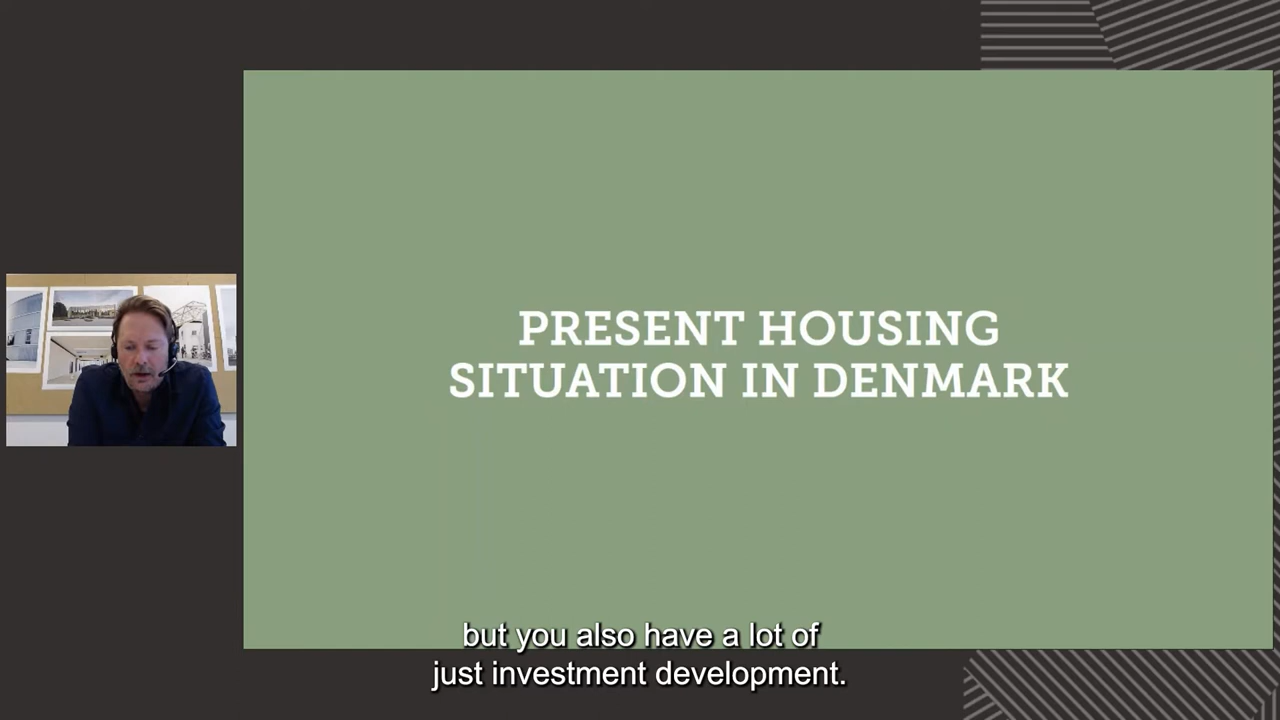 PRESENT HOUSING
SITUATION IN DENMARK
but you also have a lot of
just investment development.